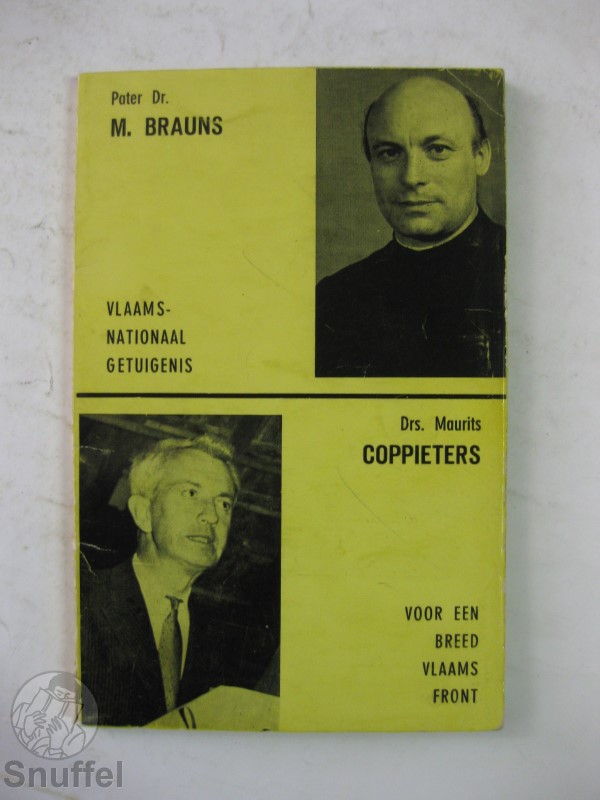 Pater Dr.
M. BRAUNS
VLAAMS-
NATIONAAL
GETUIGENIS
Drs. Maurits
COPPIETERS
VOOR EEN
BREED
VLAAMS
FRONT
Snuffel